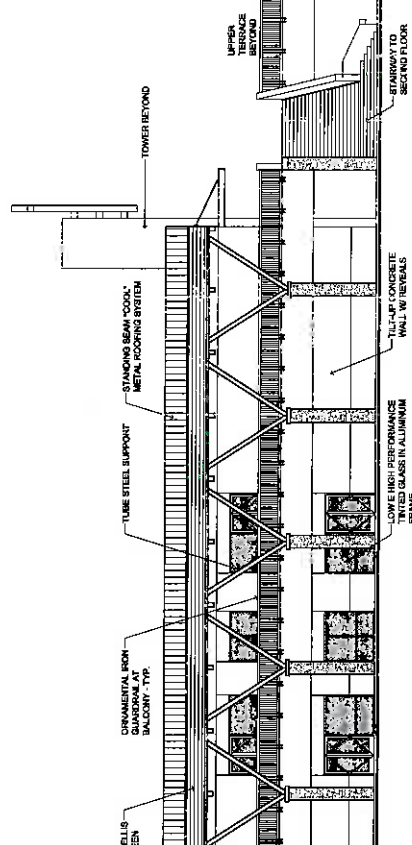 ELLIS
EEN
ORNAMENTAL IRON
GUARDRAIL AT
BALCONY - TYP.
TUBE STEEL SUPPORT
STANDING SEAM "COOL"
METAL ROOFING SYSTEM
TOWER BEYOND
UPPER
TERRACE
BEYOND
LOW E HIGH PERFORMANCE
TINTED GLASS IN ALUMINUM
FRAME
TILT-UP CONCRETE
WALL W/ REVEALS
STAIRWAY TO
SECOND FLOOR